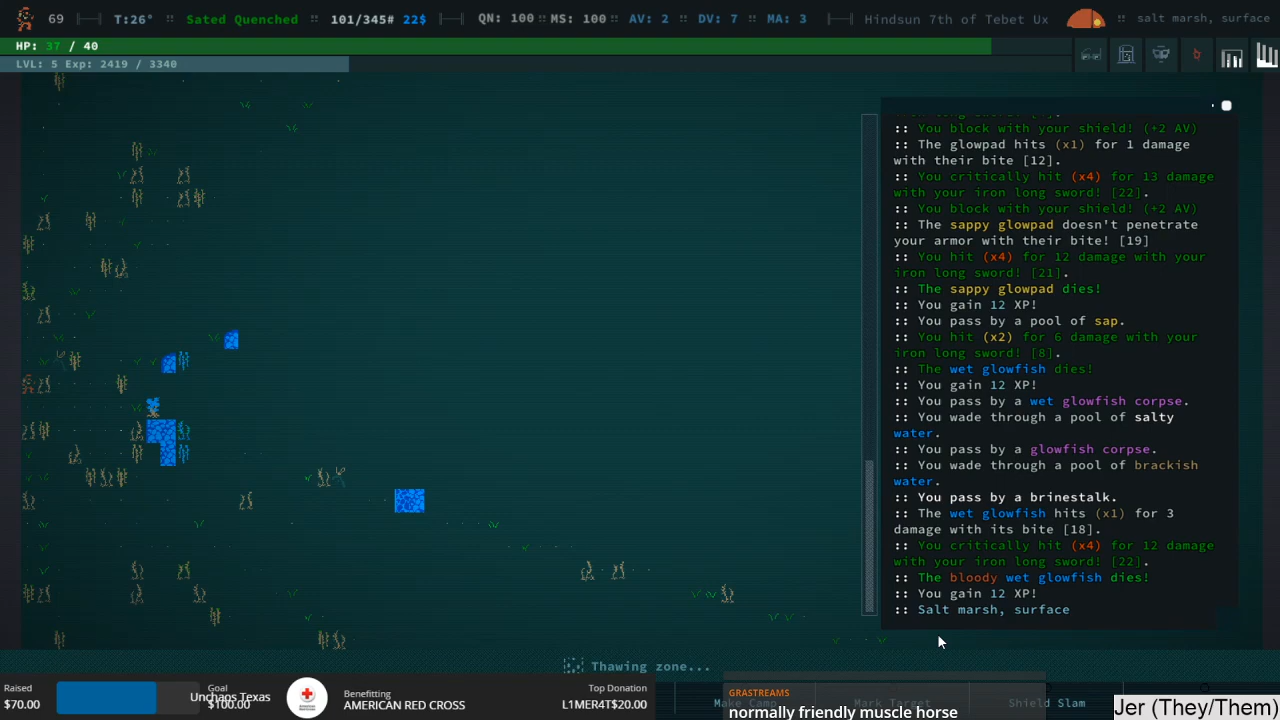 69 T:26° Sated Quenched 101/345# 22$ QN: 100 MS: 100 AV: 2 DV: 7 MA: 3 Hindsun 7th of Tebet Ux salt marsh, surface
HP: 37 / 40
LVL: 5 Exp: 2419 / 3340
:: You block with your shield! (+2 AV)
:: The glowpad hits (x1) for 1 damage
with their bite [12].
:: You critically hit (x4) for 13 damage
with your iron long sword! [22].
:: You block with your shield! (+2 AV)
:: The sappy glowpad doesn't penetrate
your armor with their bite! [19]
:: You hit (x4) for 12 damage with your
iron long sword! [21].
:: The sappy glowpad dies!
:: You gain 12 XP!
:: You pass by a pool of sap.
:: You hit (x2) for 6 damage with your
iron long sword! [8].
:: The wet glowfish dies!
:: You gain 12 XP!
:: You pass by a wet glowfish corpse.
:: You wade through a pool of salty
water.
:: You pass by a glowfish corpse.
:: You wade through a pool of brackish
water.
:: You pass by a brinestalk.
:: The wet glowfish hits (x1) for 3
damage with its bite [18].
:: You critically hit (x4) for 12 damage
with your iron long sword! [22].
:: The bloody wet glowfish dies!
:: You gain 12 XP!
:: Salt marsh, surface
Thawing zone...
Raised
$70.00
Goal
Unchaos Texas
Benefitting
AMERICAN RED CROSS
Top Donation
L1MER4T$20.00
Make Camp Mark Target Shield Slam
GRASTREAMS
normally friendly muscle horse
Jer (They/Them)